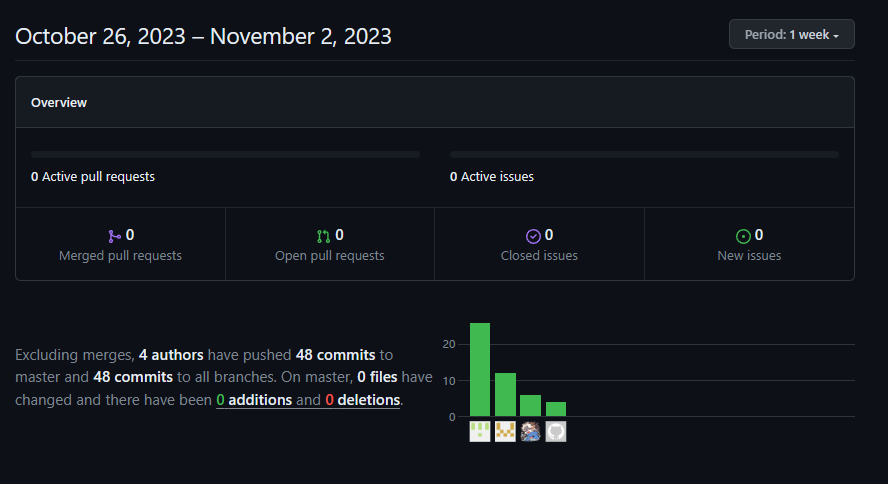 October 26, 2023 – November 2, 2023
Period: 1 week
Overview
0 Active pull requests
0 Active issues
0
Merged pull requests
0
Open pull requests
0
Closed issues
0
New issues
Excluding merges, 4 authors have pushed 48 commits to
master and 48 commits to all branches. On master, 0 files have
changed and there have been 0 additions and 0 deletions.
20
10
0